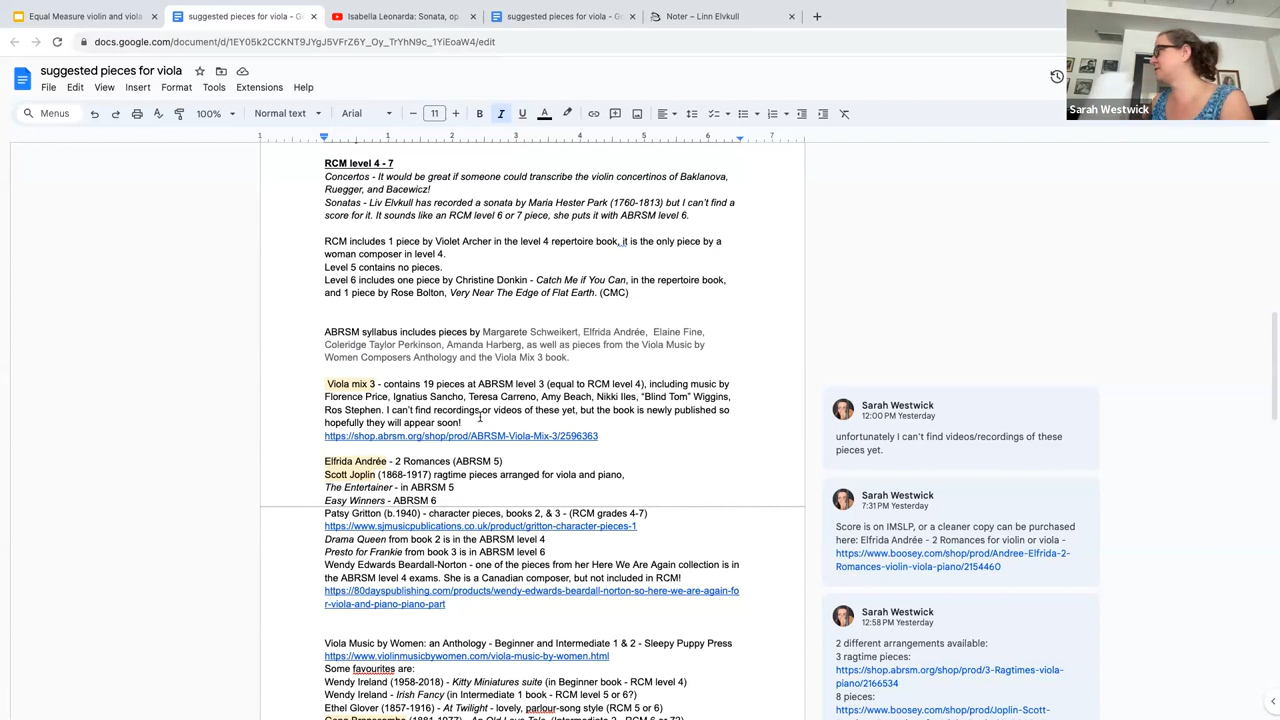 Equal Measure violin and viola
suggested pieces for viola - G
Isabella Leonarda: Sonata, op
suggested pieces for viola - G
Noter – Linn Elvkull
docs.google.com/document/d/1EY05k2CCKNT9JYgJ5VFrZ6Y_Oy_TrYhN9c_1YiEoaW4/edit
suggested pieces for viola
File Edit View Insert Format Tools Extensions Help
Menus 100% Normal text Arial 11
Sarah Westwick
1 1 2 3 4 5 6 7
RCM level 4 - 7
Concertos - It would be great if someone could transcribe the violin concertinos of Baklanova,
Ruegger, and Bacewicz!
Sonatas - Liv Elvkull has recorded a sonata by Maria Hester Park (1760-1813) but I can't find a
score for it. It sounds like an RCM level 6 or 7 piece, she puts it with ABRSM level 6.
RCM includes 1 piece by Violet Archer in the level 4 repertoire book, it is the only piece by a
woman composer in level 4.
Level 5 contains no pieces.
Level 6 includes one piece by Christine Donkin - Catch Me if You Can, in the repertoire book,
and 1 piece by Rose Bolton, Very Near The Edge of Flat Earth. (CMC)
ABRSM syllabus includes pieces by Margarete Schweikert, Elfrida Andrée, Elaine Fine,
Coleridge Taylor Perkinson, Amanda Harberg, as well as pieces from the Viola Music by
Women Composers Anthology and the Viola Mix 3 book.
Viola mix 3 - contains 19 pieces at ABRSM level 3 (equal to RCM level 4), including music by
Florence Price, Ignatius Sancho, Teresa Carreno, Amy Beach, Nikki Iles, "Blind Tom" Wiggins,
Ros Stephen. I can't find recordings or videos of these yet, but the book is newly published so
hopefully they will appear soon!
https://shop.abrsm.org/shop/prod/ABRSM-Viola-Mix-3/2596363
Elfrida Andrée - 2 Romances (ABRSM 5)
Scott Joplin (1868-1917) ragtime pieces arranged for viola and piano,
The Entertainer - in ABRSM 5
Easy Winners - ABRSM 6
Patsy Gritton (b.1940) - character pieces, books 2, & 3 - (RCM grades 4-7)
https://www.sjmusicpublications.co.uk/product/gritton-character-pieces-1
Drama Queen from book 2 is in the ABRSM level 4
Presto for Frankie from book 3 is in ABRSM level 6
Wendy Edwards Beardall-Norton - one of the pieces from her Here We Are Again collection is in
the ABRSM level 4 exams. She is a Canadian composer, but not included in RCM!
https://80dayspublishing.com/products/wendy-edwards-beardall-norton-so-here-we-are-again-fo
r-viola-and-piano-piano-part
Viola Music by Women: an Anthology - Beginner and Intermediate 1 & 2 - Sleepy Puppy Press
https://www.violinmusicbywomen.com/viola-music-by-women.html
Some favourites are:
Wendy Ireland (1958-2018) - Kitty Miniatures suite (in Beginner book - RCM level 4)
Wendy Ireland - Irish Fancy (in Intermediate 1 book - RCM level 5 or 6?)
Ethel Glover (1857-1916) - At Twilight - lovely, parlour-song style (RCM 5 or 6)
Sarah Westwick
12:00 PM Yesterday
unfortunately I can't find videos/recordings of these
pieces yet.
Sarah Westwick
7:31 PM Yesterday
Score is on IMSLP, or a cleaner copy can be purchased
here: Elfrida Andrée - 2 Romances for violin or viola -
https://www.boosey.com/shop/prod/Andree-Elfrida-2-
Romances-violin-viola-piano/2154460
Sarah Westwick
12:58 PM Yesterday
2 different arrangements available:
3 ragtime pieces:
https://shop.abrsm.org/shop/prod/3-Ragtimes-viola-
piano/2166534
8 pieces:
https://www.boosey.com/shop/prod/Joplin-Scott-